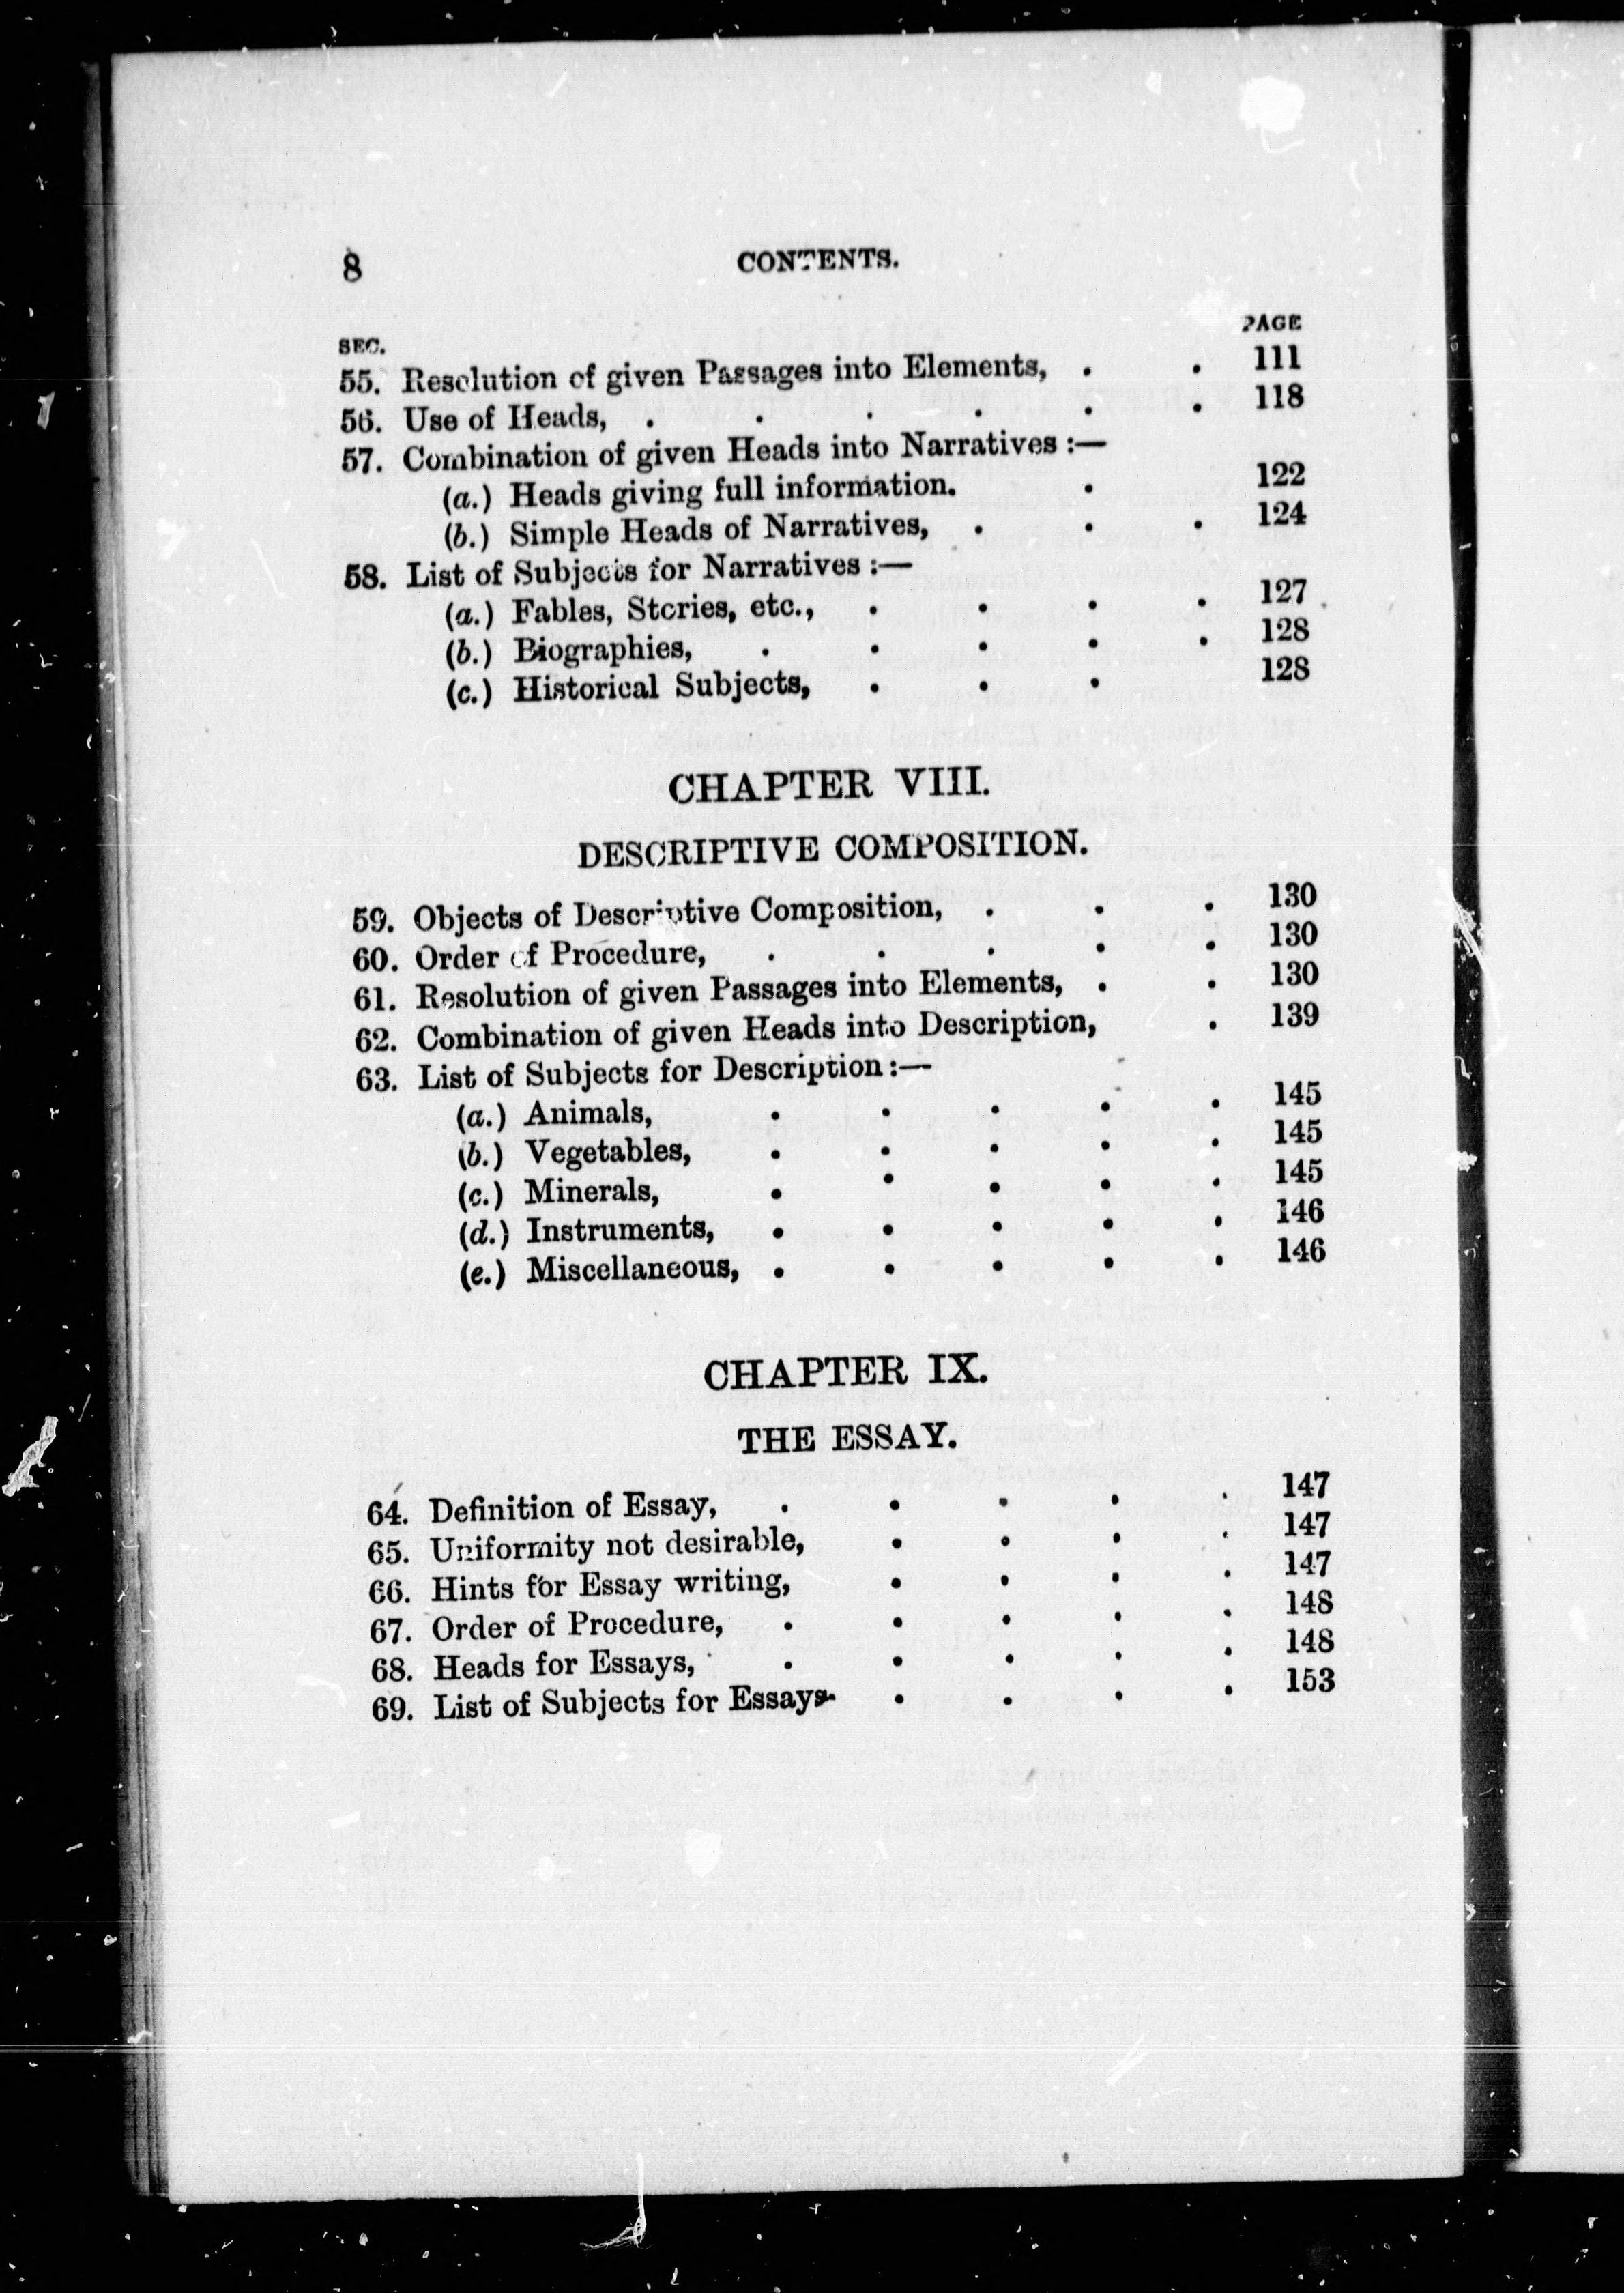 8 CONTENTS.
SEC. PAGE
55. Resolution of given Passages into Elements, . . 111
56. Use of Heads, . . . . . . 118
57. Combination of given Heads into Narratives :—
(a.) Heads giving full information. . 122
(b.) Simple Heads of Narratives, . . . 124
58. List of Subjects for Narratives :—
(a.) Fables, Stories, etc., . . . . 127
(b.) Biographies, . . . . . 128
(c.) Historical Subjects, . . . 128
CHAPTER VIII.
DESCRIPTIVE COMPOSITION.
59. Objects of Descriptive Composition, . . . 130
60. Order of Procedure, . . . . . 130
61. Resolution of given Passages into Elements, . . 130
62. Combination of given Heads into Description, . 139
63. List of Subjects for Description :—
(a.) Animals, . . . . . 145
(b.) Vegetables, . . . . . 145
(c.) Minerals, . . . . . 145
(d.) Instruments, . . . . . 146
(e.) Miscellaneous, . . . . . 146
CHAPTER IX.
THE ESSAY.
64. Definition of Essay, . . . . . 147
65. Uniformity not desirable, . . . . 147
66. Hints for Essay writing, . . . . 147
67. Order of Procedure, . . . . . 148
68. Heads for Essays, . . . . . 148
69. List of Subjects for Essays. . . . . 153